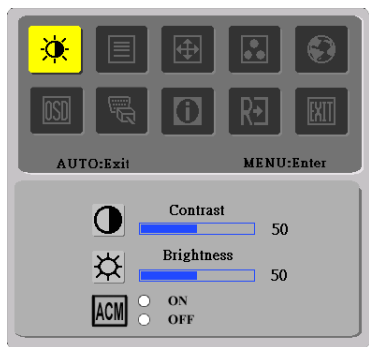 OSD R EXIT
AUTO:Exit MENU:Enter
Contrast
50
Brightness
50
ACM ON
OFF